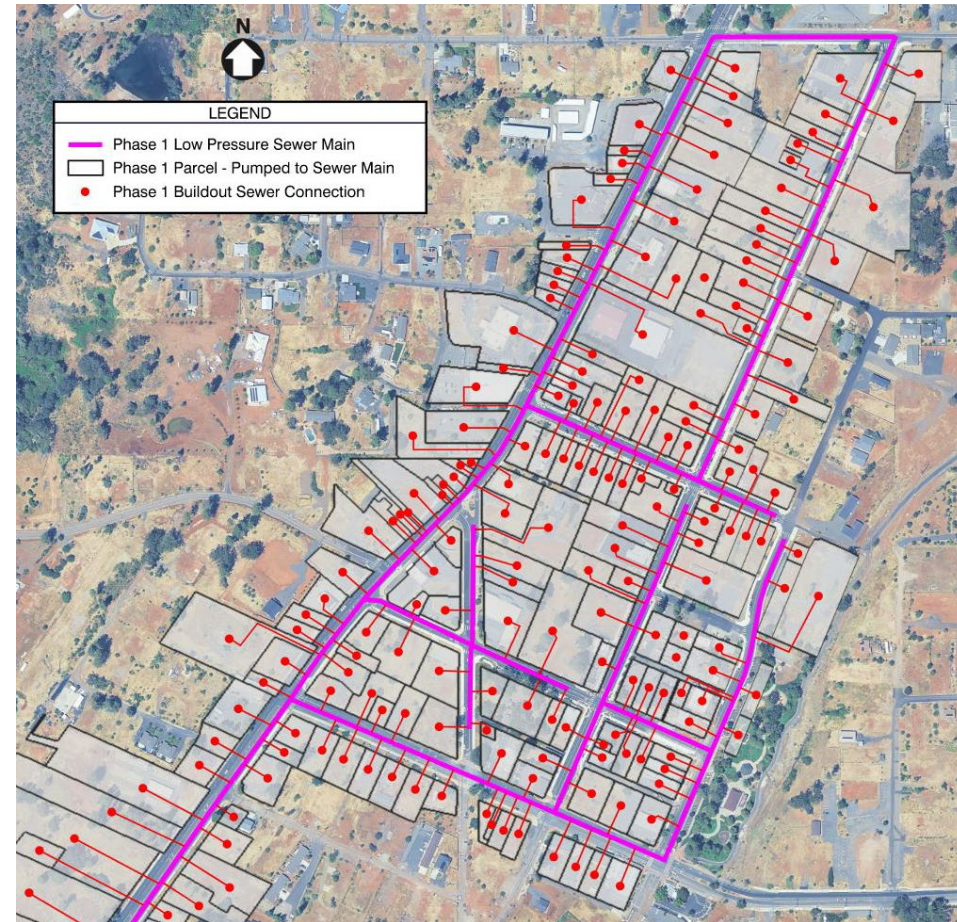 N
LEGEND
Phase 1 Low Pressure Sewer Main
Phase 1 Parcel - Pumped to Sewer Main
Phase 1 Buildout Sewer Connection